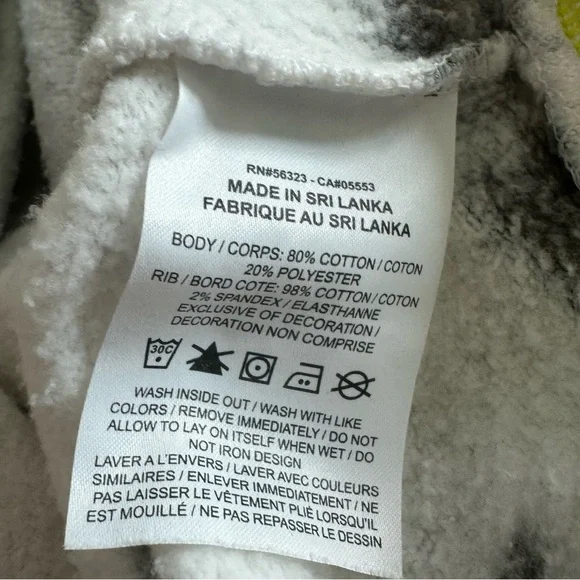 RN#56323 - CA#05553
MADE IN SRI LANKA
FABRIQUE AU SRI LANKA
BODY / CORPS: 80% COTTON / COTON
20% POLYESTER
RIB / BORD COTE: 98% COTTON / COTON
2% SPANDEX / ELASTHANNE
EXCLUSIVE OF DECORATION /
DECORATION NON COMPRISE
30C
WASH INSIDE OUT / WASH WITH LIKE
COLORS / REMOVE IMMEDIATELY / DO NOT
ALLOW TO LAY ON ITSELF WHEN WET / DO
NOT IRON DESIGN
LAVER A L'ENVERS / LAVER AVEC COULEURS
SIMILAIRES / ENLEVER IMMEDIATEMENT / NE
PAS LAISSER LE VÊTEMENT PLIÉ LORSQU'IL
EST MOUILLÉ / NE PAS REPASSER LE DESSIN